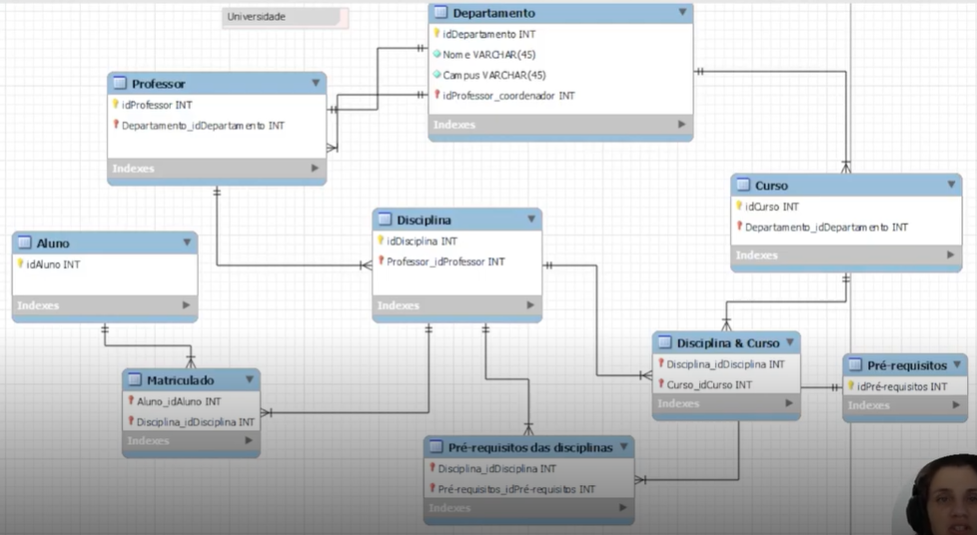 Universidade
Departamento
idDepartamento INT
Nome VARCHAR(45)
Campus VARCHAR(45)
idProfessor_coordenador INT
Indexes
Professor
idProfessor INT
Departamento_idDepartamento INT
Indexes
Curso
idCurso INT
Departamento_idDepartamento INT
Indexes
Disciplina
idDisciplina INT
Professor_idProfessor INT
Indexes
Aluno
idAluno INT
Indexes
Disciplina & Curso
Disciplina_idDisciplina INT
Curso_idCurso INT
Indexes
Pré-requisitos
idPré-requisitos INT
Indexes
Matriculado
Aluno_idAluno INT
Disciplina_idDisciplina INT
Indexes
Pré-requisitos das disciplinas
Disciplina_idDisciplina INT
Pré-requisitos_idPré-requisitos INT
Indexes